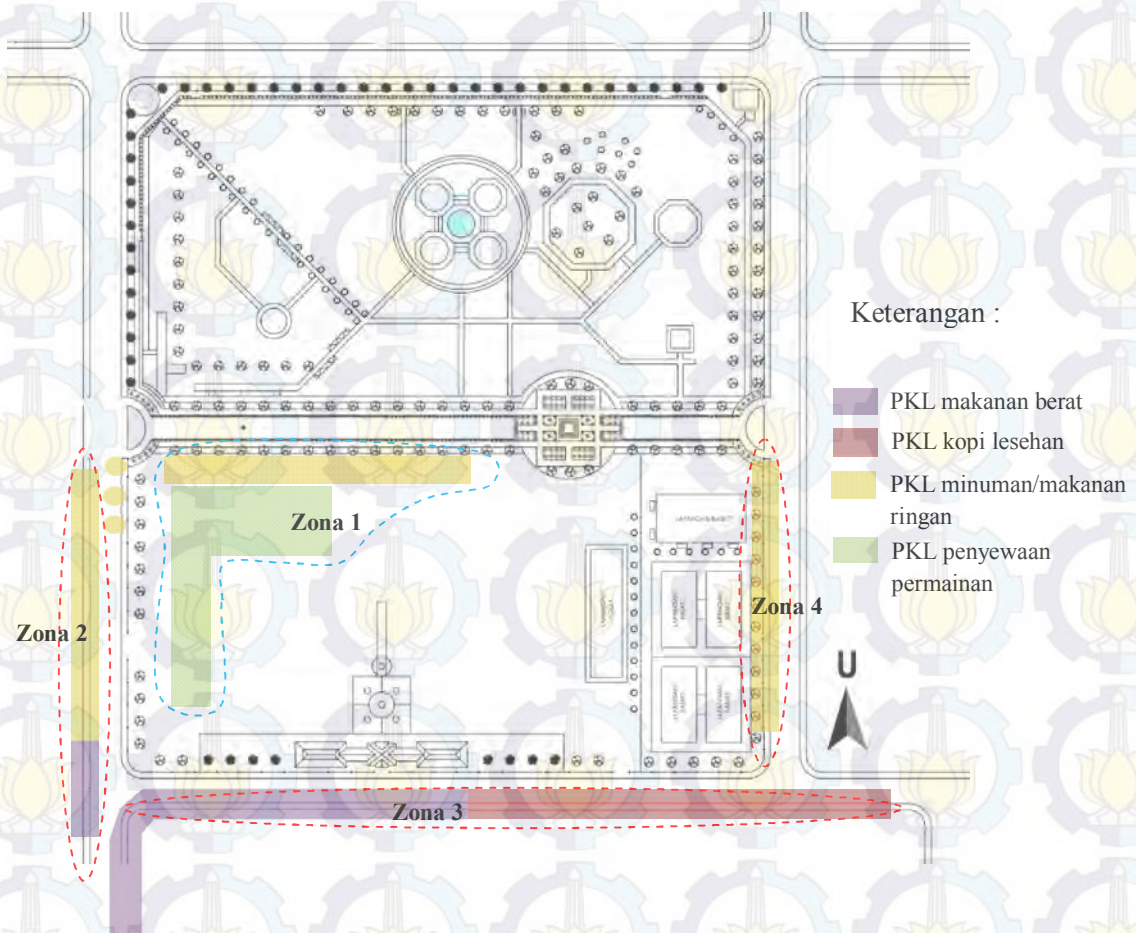 Keterangan :
PKL makanan berat
PKL kopi lesehan
PKL minuman/makanan
ringan
PKL penyewaan
permainan
Zona 1
Zona 2
Zona 4
U
Zona 3